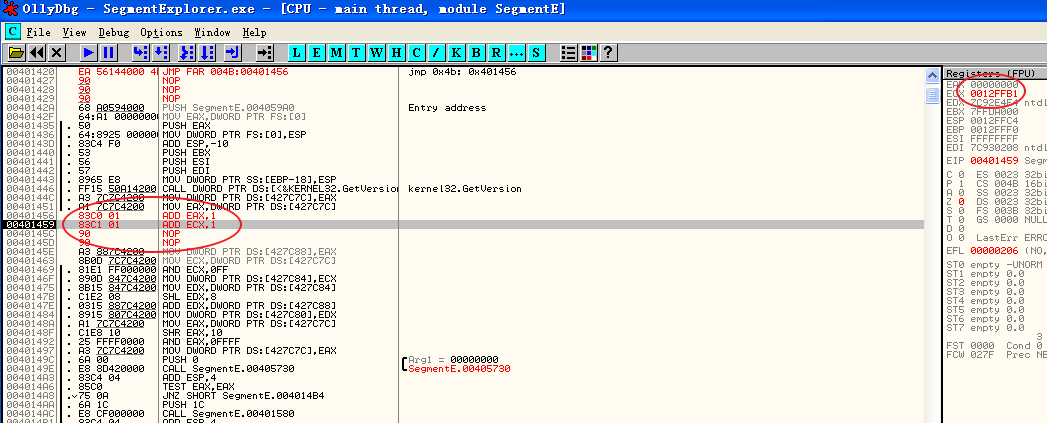 OllyDbg - SegmentExplorer.exe - [CPU - main thread, module SegmentE]
C File View Debug Options Window Help
L E M T W H C / K B R ... S ?
00401420 EA 56144000 4 JMP FAR 004B:00401456 jmp 0x4b: 0x401456
00401427 90 NOP
00401428 90 NOP
00401429 90 NOP
0040142A 68 A0594000 PUSH SegmentE.004059A0 Entry address
0040142F 64:A1 0000000 MOV EAX,DWORD PTR FS:[0]
00401435 . 50 PUSH EAX
00401436 . 64:8925 00000 MOV DWORD PTR FS:[0],ESP
0040143D . 83C4 F0 ADD ESP,-10
00401440 . 53 PUSH EBX
00401441 . 56 PUSH ESI
00401442 . 57 PUSH EDI
00401443 . 8965 E8 MOV DWORD PTR SS:[EBP-18],ESP
00401446 . FF15 50A14200 CALL DWORD PTR DS:[<&KERNEL32.GetVersion kernel32.GetVersion
0040144C . A3 7C7C4200 MOV DWORD PTR DS:[427C7C],EAX
00401451 . A1 7C7C4200 MOV EAX,DWORD PTR DS:[427C7C]
00401456 83C0 01 ADD EAX,1
00401459 83C1 01 ADD ECX,1
0040145C 90 NOP
0040145D 90 NOP
0040145E A3 887C4200 MOV DWORD PTR DS:[427C88],EAX
00401463 8B0D 7C7C4200 MOV ECX,DWORD PTR DS:[427C7C]
00401469 . 81E1 FF000000 AND ECX,0FF
0040146F . 890D 847C4200 MOV DWORD PTR DS:[427C84],ECX
00401475 . 8B15 847C4200 MOV EDX,DWORD PTR DS:[427C84]
0040147B . C1E2 08 SHL EDX,8
0040147E . 0315 887C4200 ADD EDX,DWORD PTR DS:[427C88]
00401484 . 8915 807C4200 MOV DWORD PTR DS:[427C80],EDX
0040148A . A1 7C7C4200 MOV EAX,DWORD PTR DS:[427C7C]
0040148F . C1E8 10 SHR EAX,10
00401492 . 25 FFFF0000 AND EAX,0FFFF
00401497 . A3 7C7C4200 MOV DWORD PTR DS:[427C7C],EAX
0040149C . 6A 00 PUSH 0 Arg1 = 00000000
0040149E . E8 8D420000 CALL SegmentE.00405730 SegmentE.00405730
004014A3 . 83C4 04 ADD ESP,4
004014A6 . 85C0 TEST EAX,EAX
004014A8 . 75 0A JNZ SHORT SegmentE.004014B4
004014AA . 6A 1C PUSH 1C
004014AC . E8 CF000000 CALL SegmentE.00401580
Registers (FPU)
EAX 00000000
ECX 0012FFB1
EDX 7C92E4F4 ntdl
EBX 7FFDA000
ESP 0012FFC4
EBP 0012FFF0
ESI FFFFFFFF
EDI 7C930208 ntdl
EIP 00401459 Segm
C 0 ES 0023 32bi
P 1 CS 004B 16bi
A 0 SS 0023 32bi
Z 0 DS 0023 32bi
S 0 FS 003B 32bi
T 0 GS 0000 NULL
D 0
O 0 LastErr ERRO
EFL 00000206 (NO,
ST0 empty -UNORM
ST1 empty 0.0
ST2 empty 0.0
ST3 empty 0.0
ST4 empty 0.0
ST5 empty 0.0
ST6 empty 0.0
ST7 empty 0.0
3
FST 0000 Cond 0
FCW 027F Prec NE